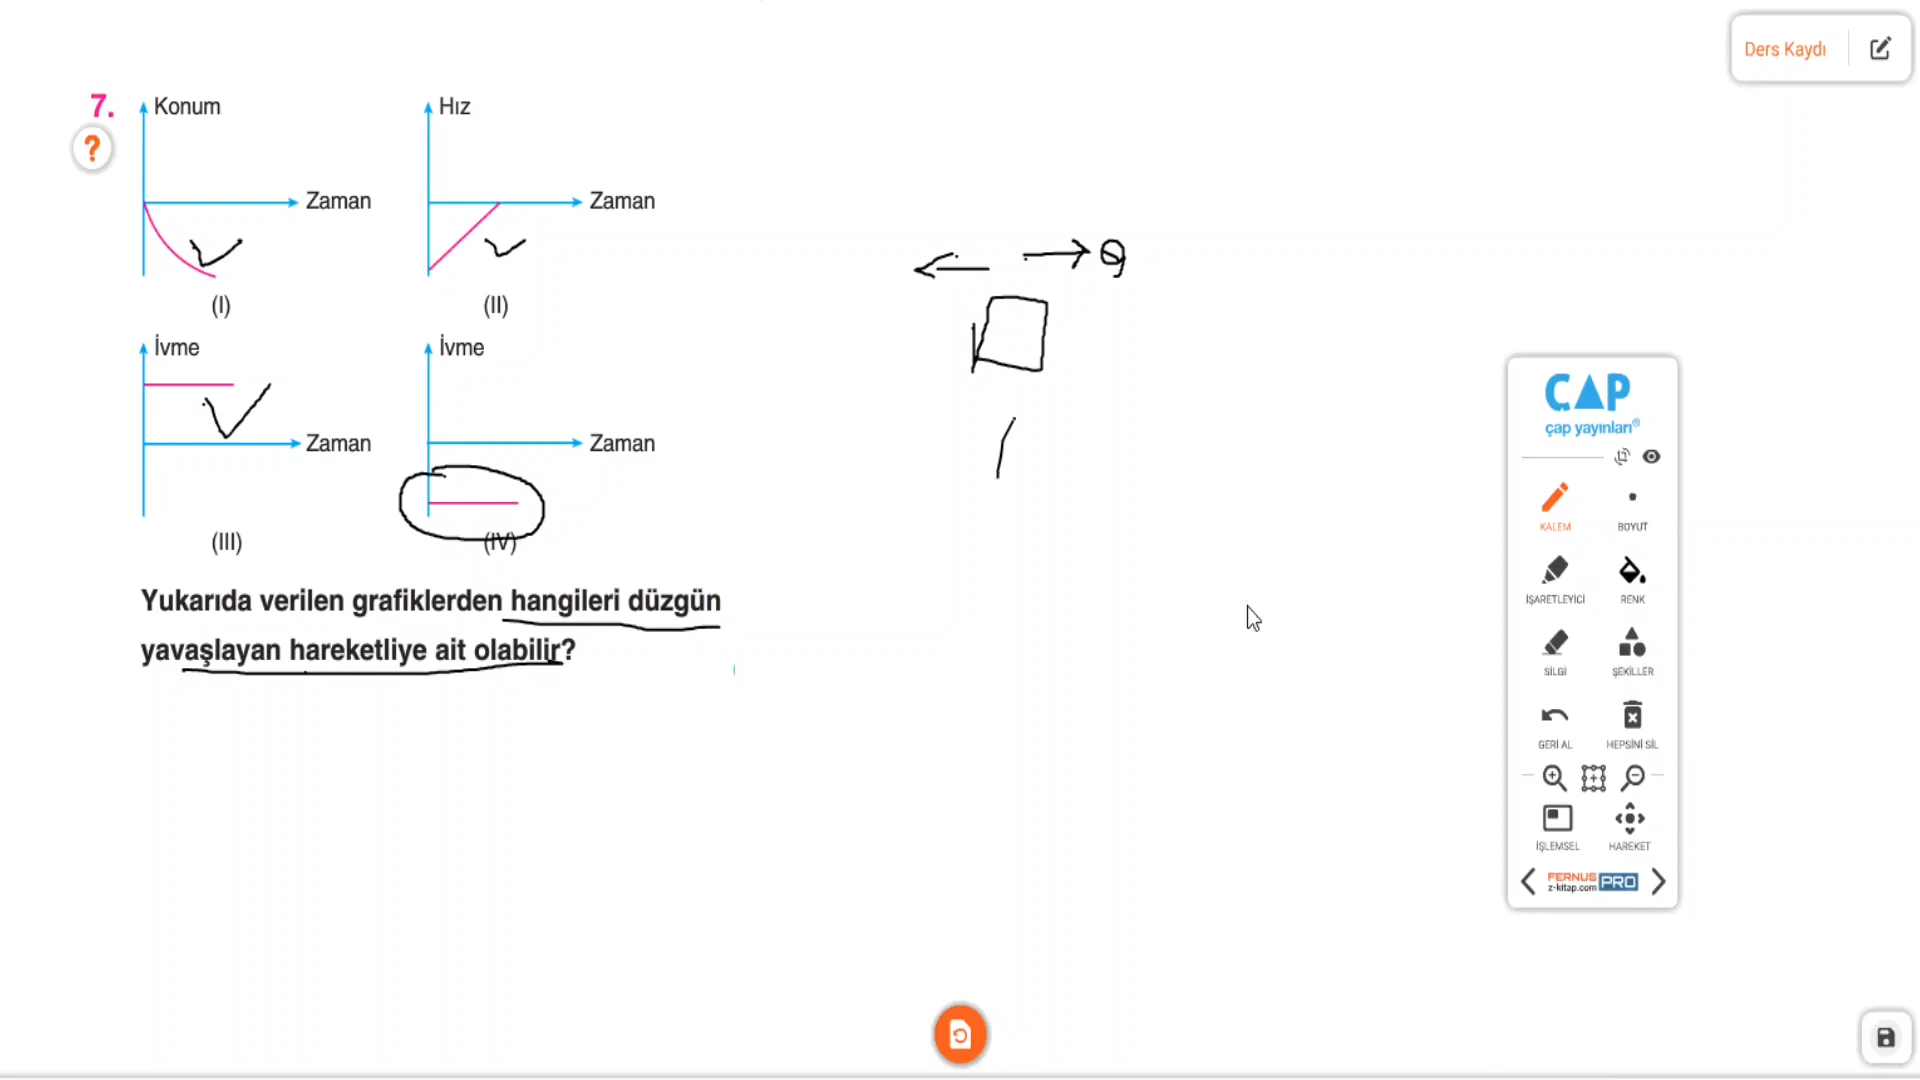 Ders Kaydı
7.
?
Konum
Zaman
(I)
Hız
Zaman
(II)
İvme
Zaman
(III)
İvme
Zaman
(IV)
Yukarıda verilen grafiklerden hangileri düzgün
yavaşlayan hareketliye ait olabilir?
ÇAP
çap yayınları®
KALEM
BOYUT
İŞARETLEYİCİ
RENK
SİLGİ
ŞEKİLLER
GERİ AL
HEPSİNİ SİL
İŞLEMSEL
HAREKET
FERNUS
z-kitap.com
PRO